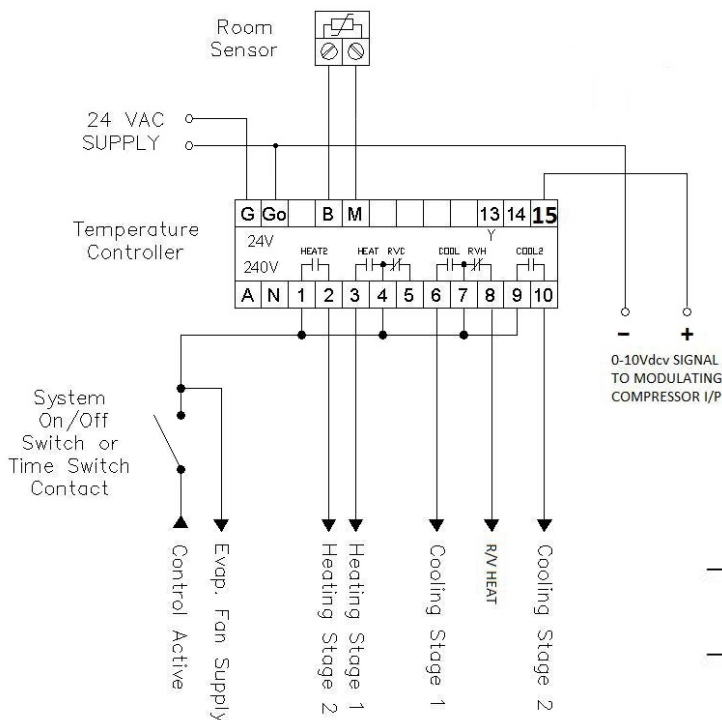 Room
Sensor
24 VAC
SUPPLY
G Go B M 13 14 15
Y
Temperature
Controller
24V
240V
HEAT2 HEAT RVC COOL RVH COOL2
A N 1 2 3 4 5 6 7 8 9 10
- +
0-10Vdcv SIGNAL
TO MODULATING
COMPRESSOR I/P
System
On/Off
Switch or
Time Switch
Contact
Control Active
Evap. Fan Supply
Heating Stage 2
Heating Stage 1
Cooling Stage 1
R/V HEAT
Cooling Stage 2